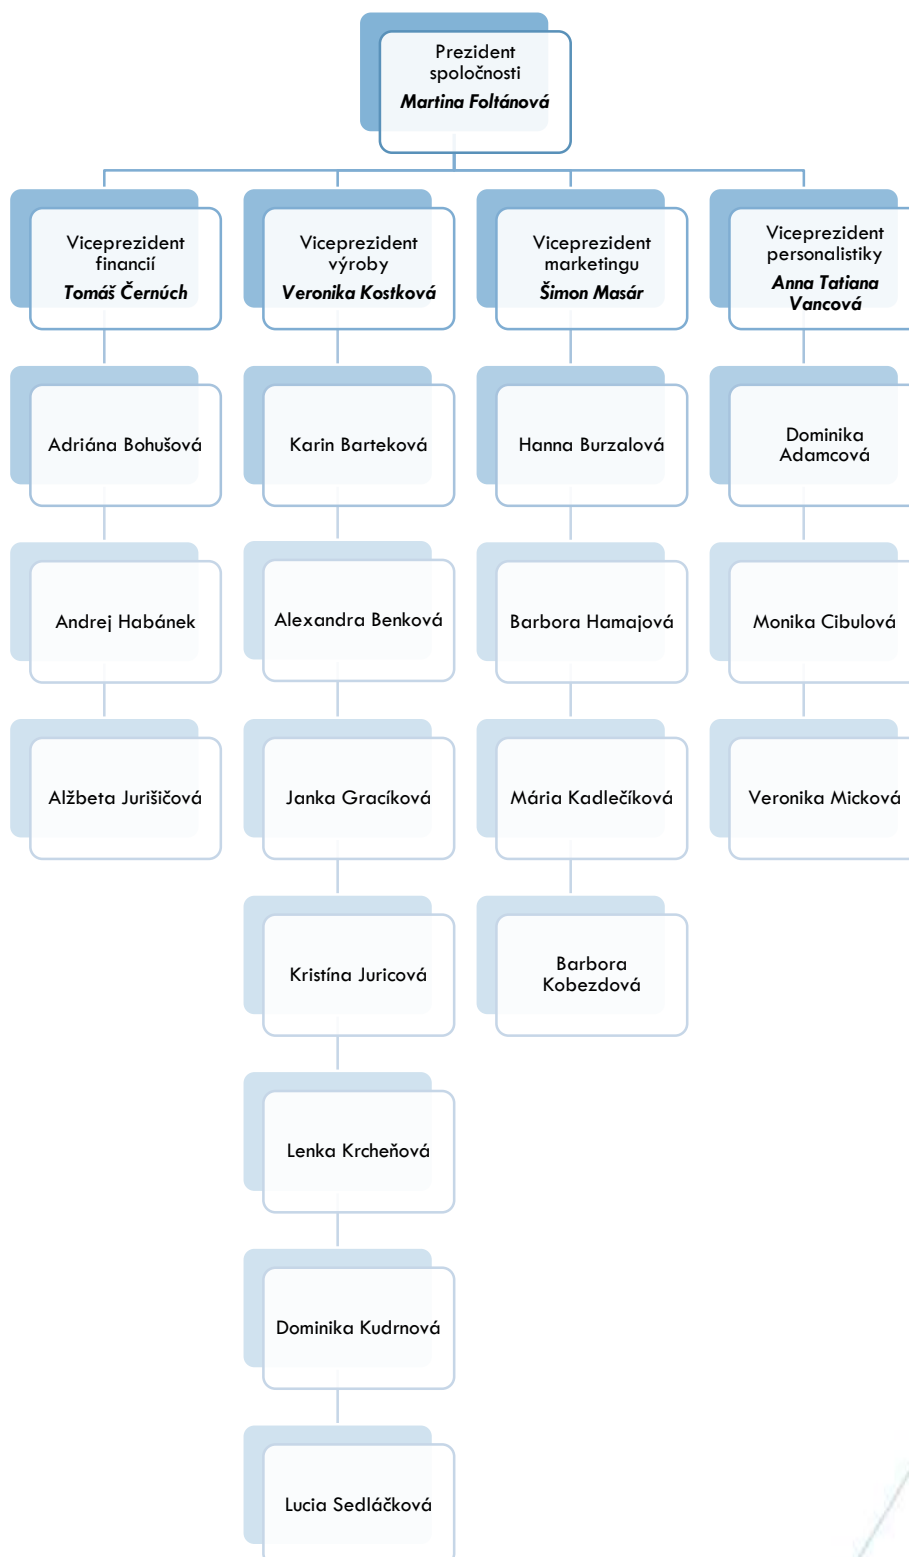 Prezident
spoločnosti
Martina Foltánová
Viceprezident
financií
Tomáš Černúch
Viceprezident
výroby
Veronika Kostková
Viceprezident
marketingu
Šimon Masár
Viceprezident
personalistiky
Anna Tatiana
Vancová
Adriána Bohušová
Karin Barteková
Hanna Burzalová
Dominika
Adamcová
Andrej Habánek
Alexandra Benková
Barbora Hamajová
Monika Cibulová
Alžbeta Jurišičová
Janka Gracíková
Mária Kadlečíková
Veronika Micková
Kristína Juricová
Barbora
Kobezdová
Lenka Krcheňová
Dominika Kudrnová
Lucia Sedláčková